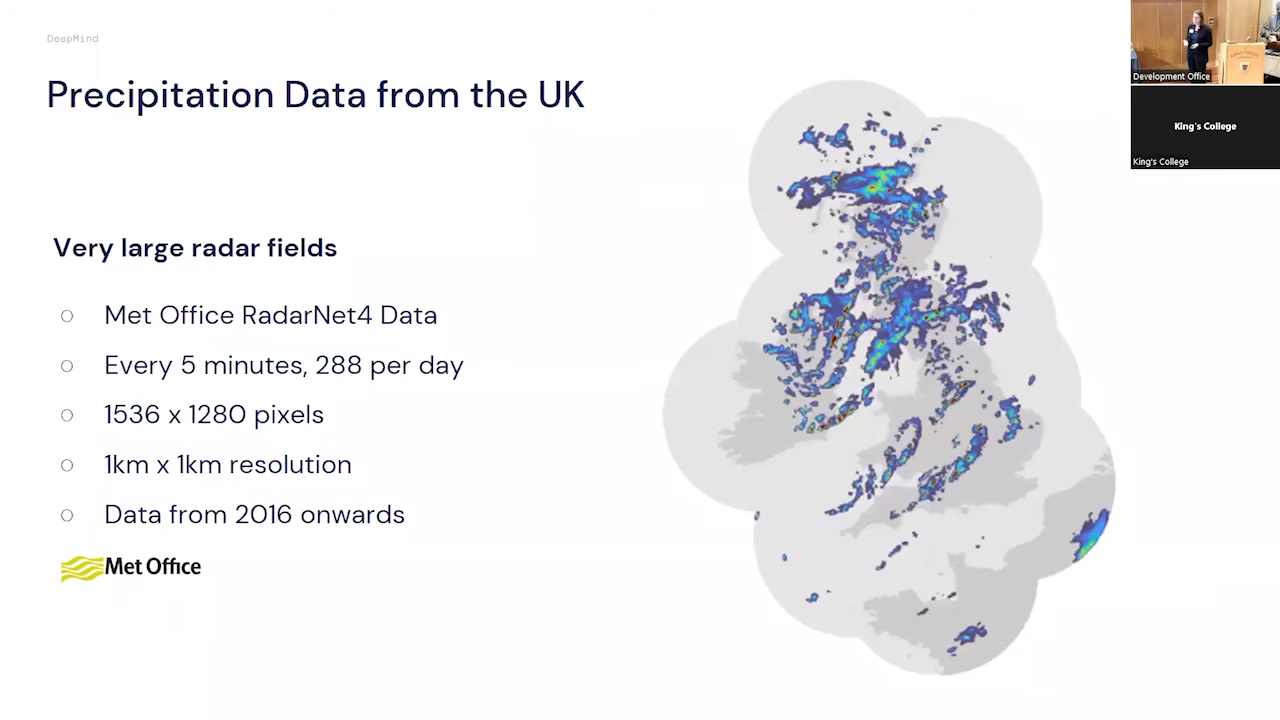 DeepMind
Precipitation Data from the UK
Very large radar fields
Met Office RadarNet4 Data
Every 5 minutes, 288 per day
1536 x 1280 pixels
1km x 1km resolution
Data from 2016 onwards
Met Office
Development Office
King's College
King's College